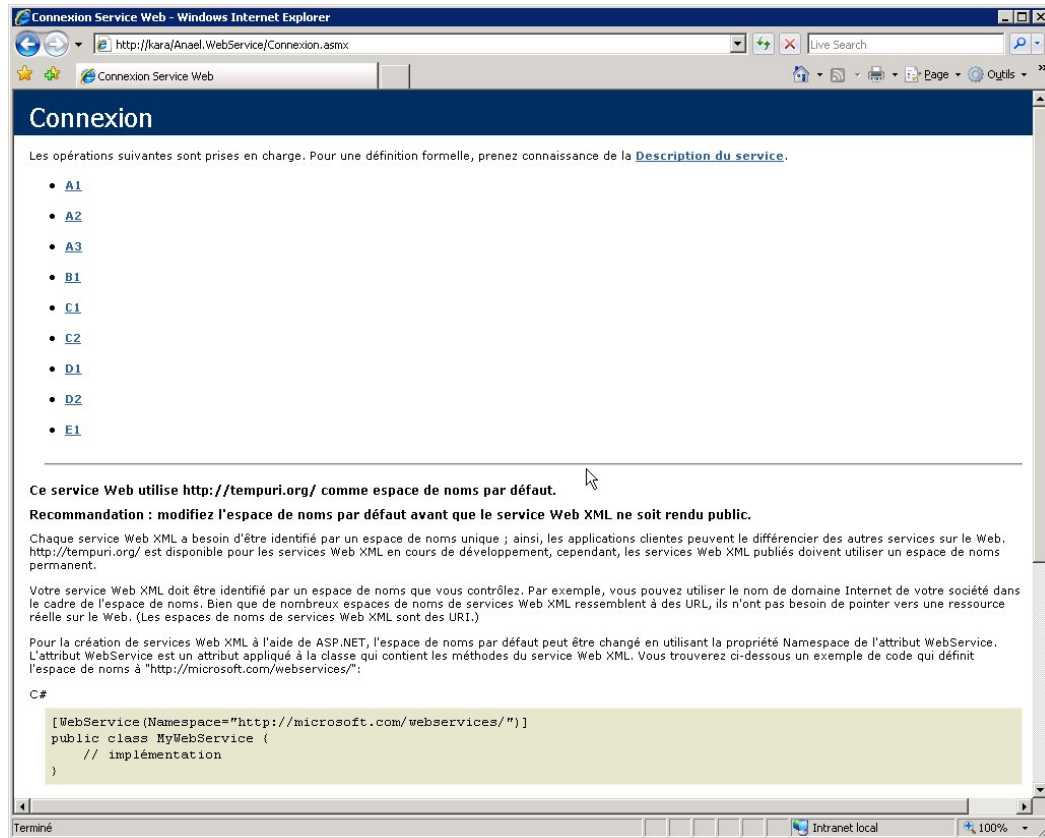 Connexion Service Web - Windows Internet Explorer
http://kara/Anael.WebService/Connexion.asmx
Live Search
Connexion Service Web
Page
Outils
Connexion
Les opérations suivantes sont prises en charge. Pour une définition formelle, prenez connaissance de la Description du service.
A1
A2
A3
B1
C1
C2
D1
D2
E1
Ce service Web utilise http://tempuri.org/ comme espace de noms par défaut.
Recommandation : modifiez l'espace de noms par défaut avant que le service Web XML ne soit rendu public.
Chaque service Web XML a besoin d'être identifié par un espace de noms unique ; ainsi, les applications clientes peuvent le différencier des autres services sur le Web.
http://tempuri.org/ est disponible pour les services Web XML en cours de développement, cependant, les services Web XML publiés doivent utiliser un espace de noms
permanent.
Votre service Web XML doit être identifié par un espace de noms que vous contrôlez. Par exemple, vous pouvez utiliser le nom de domaine Internet de votre société dans
le cadre de l'espace de noms. Bien que de nombreux espaces de noms de services Web XML ressemblent à des URL, ils n'ont pas besoin de pointer vers une ressource
réelle sur le Web. (Les espaces de noms de services Web XML sont des URI.)
Pour la création de services Web XML à l'aide de ASP.NET, l'espace de noms par défaut peut être changé en utilisant la propriété Namespace de l'attribut WebService.
L'attribut WebService est un attribut appliqué à la classe qui contient les méthodes du service Web XML. Vous trouverez ci-dessous un exemple de code qui définit
l'espace de noms à "http://microsoft.com/webservices/":
C#
[WebService(Namespace="http://microsoft.com/webservices/")]
public class MyWebService {
// implémentation
}
Terminé
Intranet local
100%